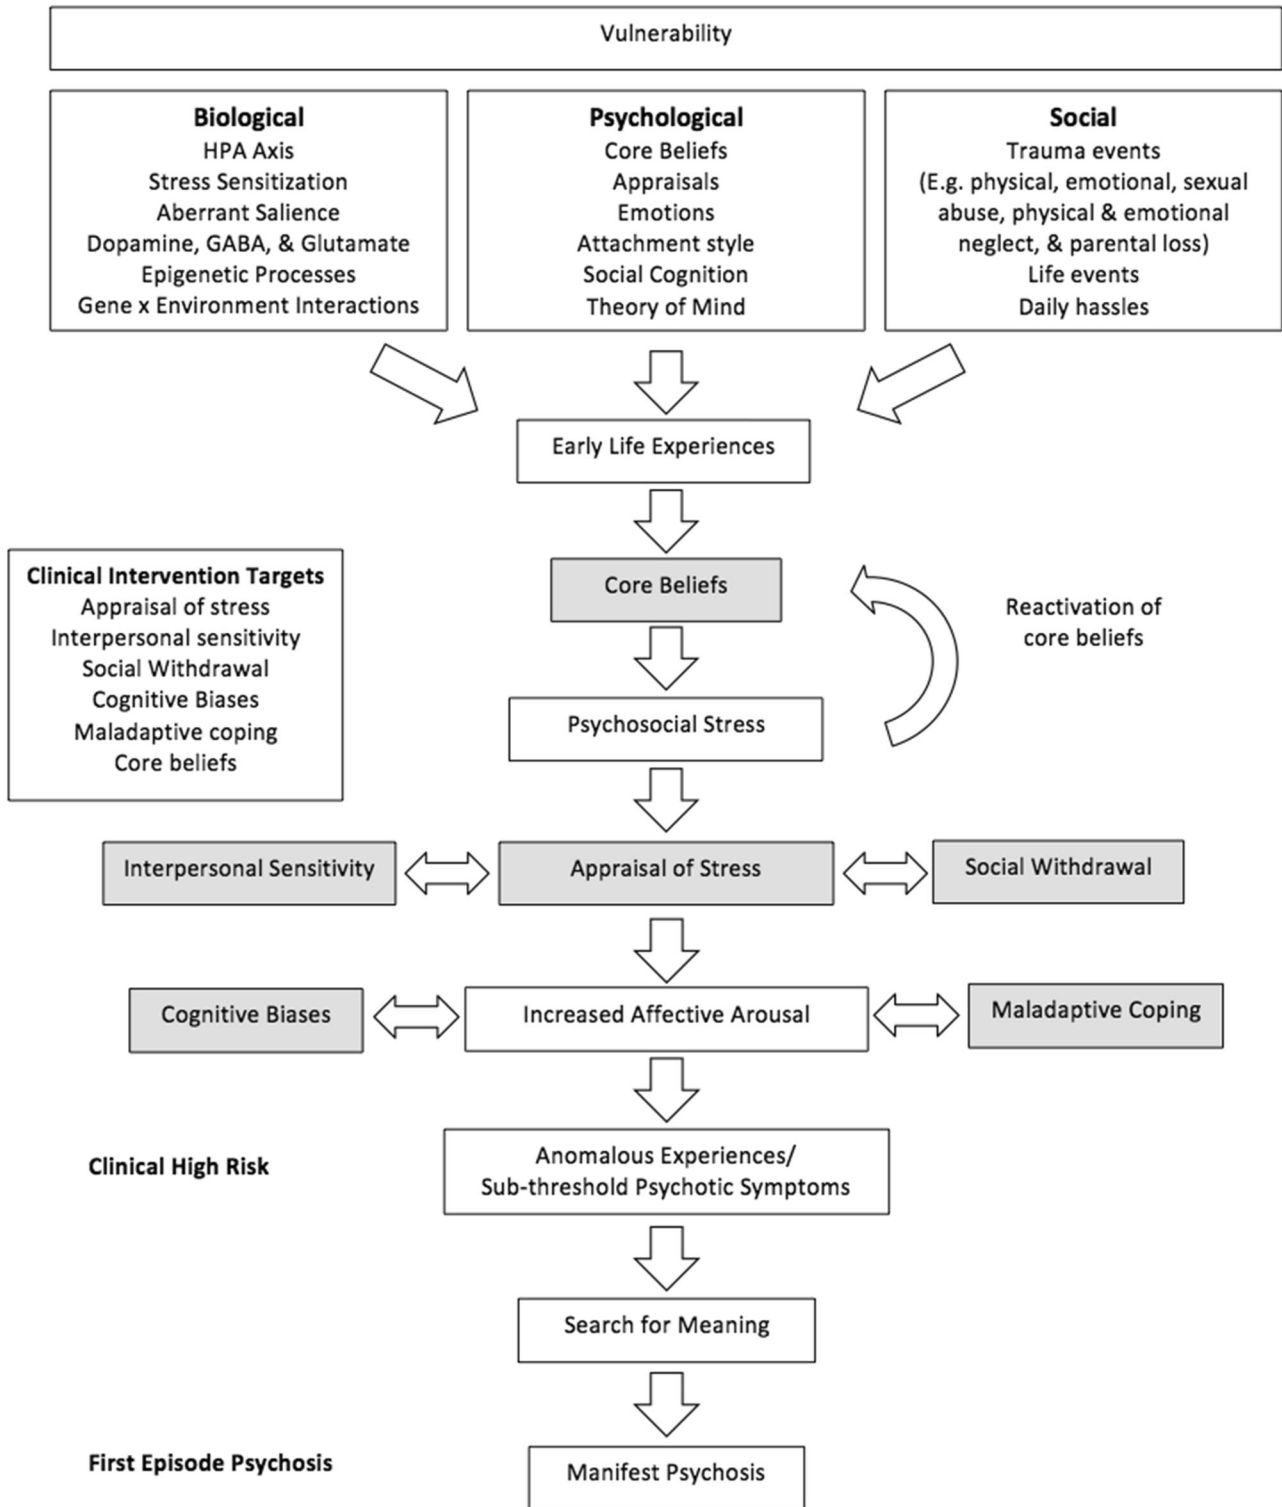 Vulnerability
Biological
HPA Axis
Stress Sensitization
Aberrant Salience
Dopamine, GABA, & Glutamate
Epigenetic Processes
Gene x Environment Interactions
Psychological
Core Beliefs
Appraisals
Emotions
Attachment style
Social Cognition
Theory of Mind
Social
Trauma events
(E.g. physical, emotional, sexual
abuse, physical & emotional
neglect, & parental loss)
Life events
Daily hassles
Early Life Experiences
Clinical Intervention Targets
Appraisal of stress
Interpersonal sensitivity
Social Withdrawal
Cognitive Biases
Maladaptive coping
Core beliefs
Core Beliefs
Reactivation of
core beliefs
Psychosocial Stress
Interpersonal Sensitivity
Appraisal of Stress
Social Withdrawal
Cognitive Biases
Increased Affective Arousal
Maladaptive Coping
Clinical High Risk
Anomalous Experiences/
Sub-threshold Psychotic Symptoms
Search for Meaning
First Episode Psychosis
Manifest Psychosis